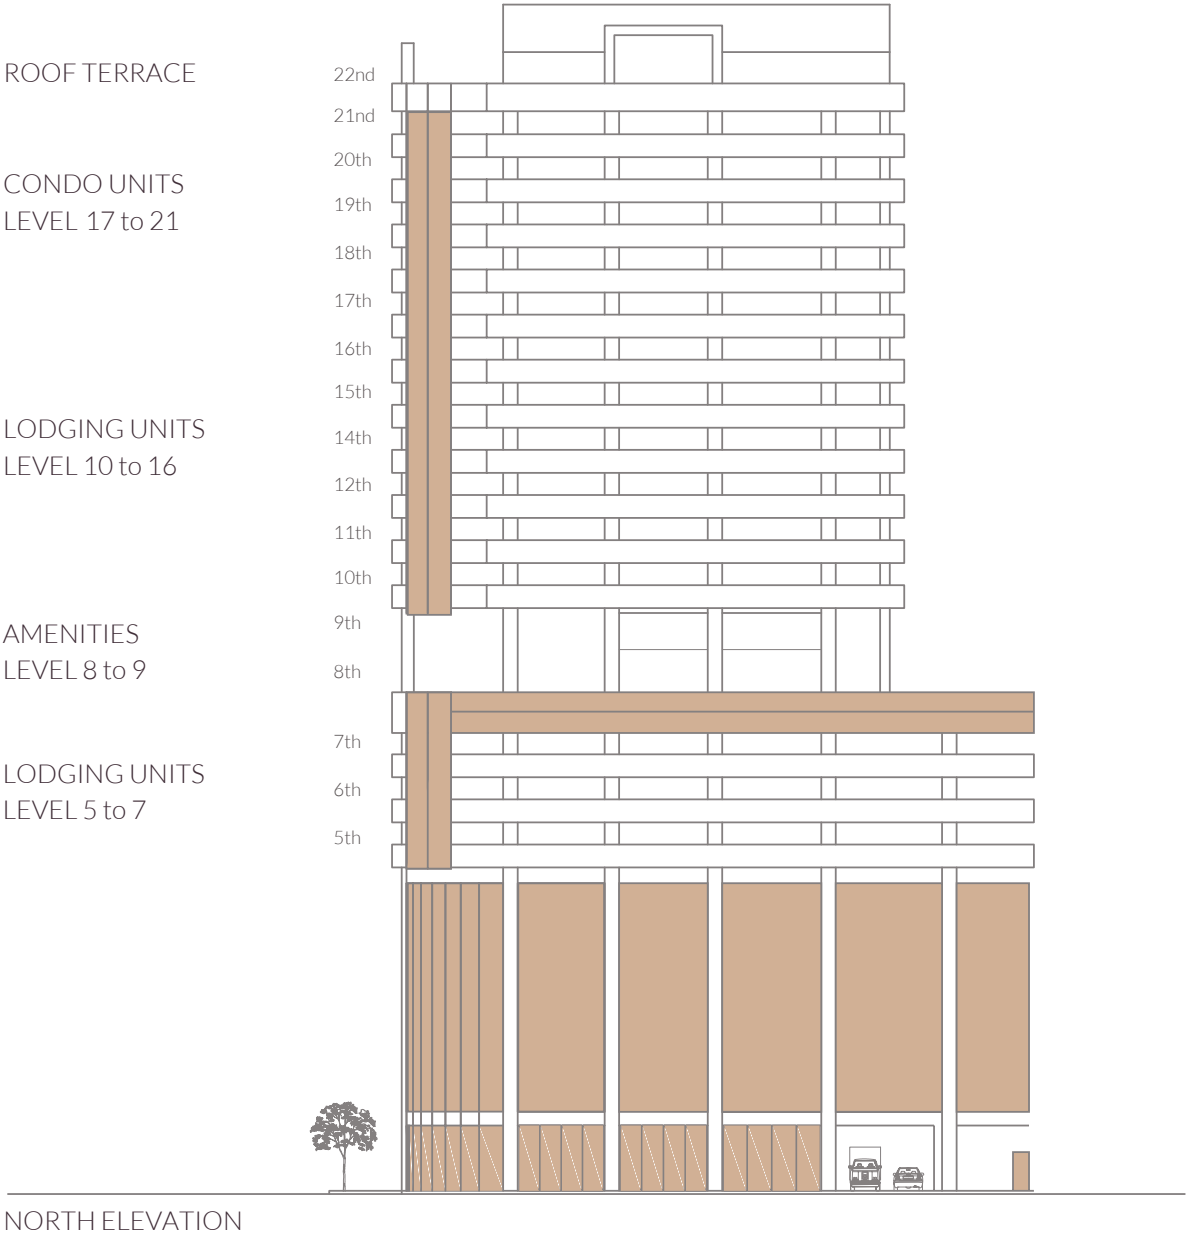 ROOF TERRACE
22nd
21nd
20th
CONDO UNITS
LEVEL 17 to 21
19th
18th
17th
16th
15th
LODGING UNITS
LEVEL 10 to 16
14th
12th
11th
10th
9th
AMENITIES
LEVEL 8 to 9
8th
7th
LODGING UNITS
LEVEL 5 to 7
6th
5th
NORTH ELEVATION